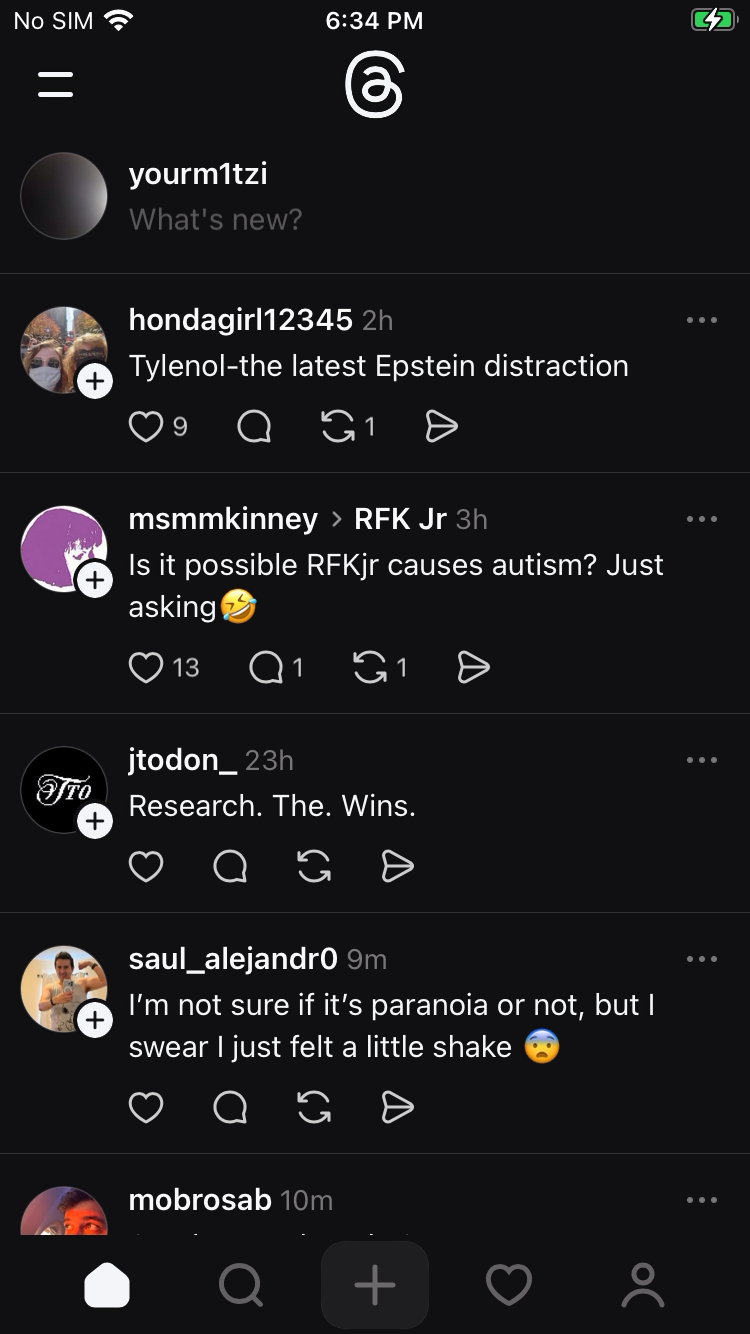 No SIM 6:34 PM
yourm1tzi
What's new?
hondagirl12345 2h
Tylenol-the latest Epstein distraction
9 1
msmmkinney > RFK Jr 3h
Is it possible RFKjr causes autism? Just
asking🤣
13 1 1
JTO
jtodon_ 23h
Research. The. Wins.
saul_alejandr0 9m
I’m not sure if it’s paranoia or not, but I
swear I just felt a little shake 😨
mobrosab 10m